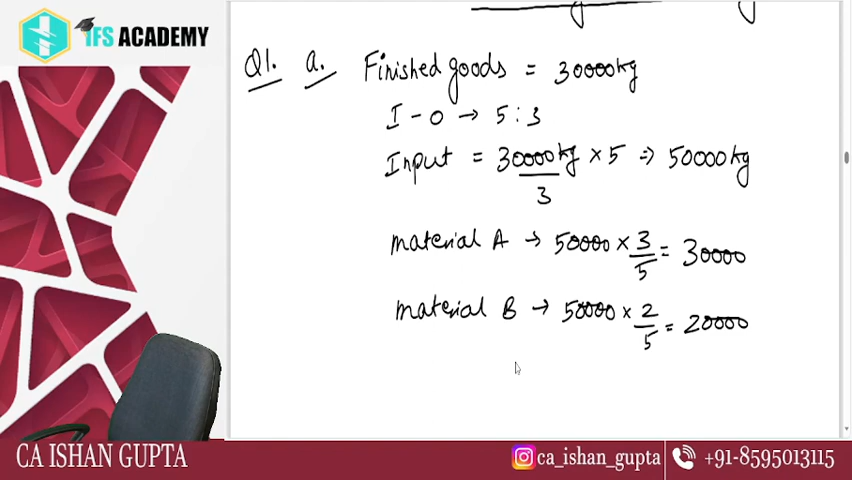 IFS ACADEMY
Q1. a. Finished goods = 30000kg
I - O → 5 : 3
Input = 30000kg × 5 => 50000kg
3
material A → 50000 × 3/5 = 30000
material B → 50000 × 2/5 = 20000
CA ISHAN GUPTA
ca_ishan_gupta
+91-8595013115